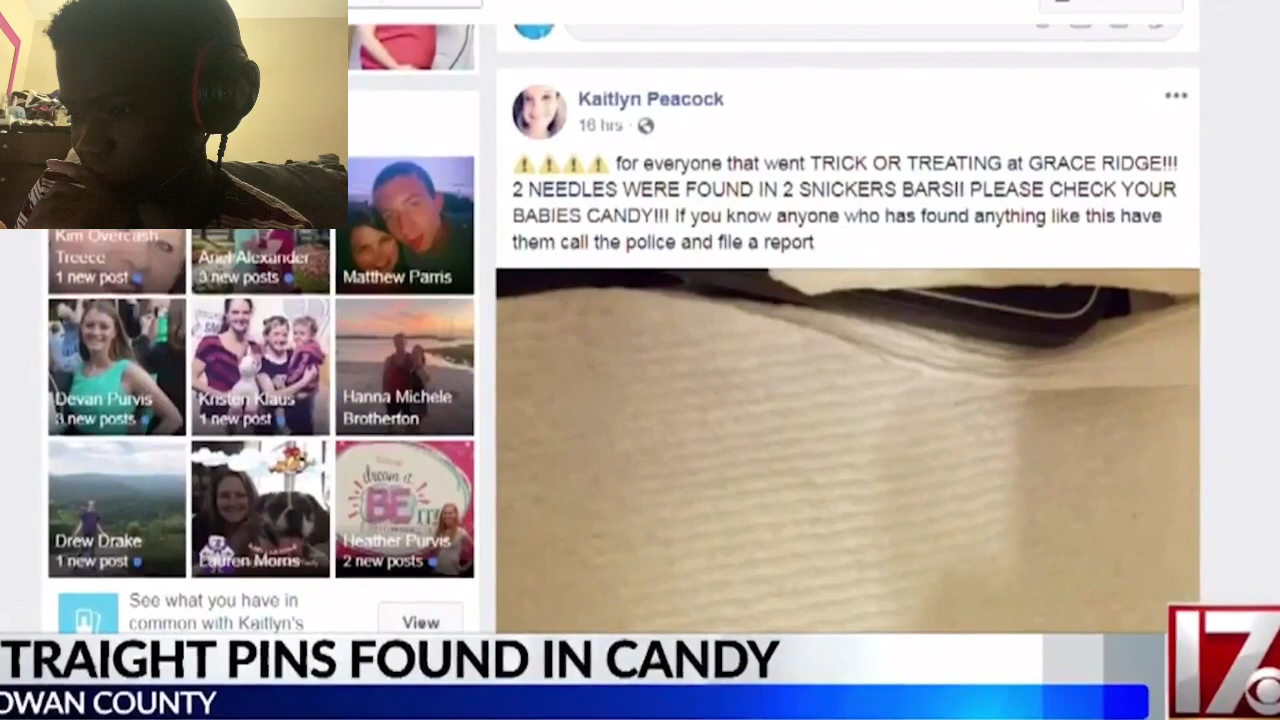 Kaitlyn Peacock
16 hrs
for everyone that went TRICK OR TREATING at GRACE RIDGE!!!
2 NEEDLES WERE FOUND IN 2 SNICKERS BARS!! PLEASE CHECK YOUR
BABIES CANDY!!! If you know anyone who has found anything like this have
them call the police and file a report
Kim Overcash
Treece
1 new post
Ariel Alexander
3 new posts
Matthew Parris
Devan Purvis
3 new posts
Kristen Klaus
1 new post
Hanna Michele
Brotherton
Drew Drake
1 new post
Lauren Morris
dream it.
BE
IT!
Heather Purvis
2 new posts
See what you have in
common with Kaitlyn's
View
TRAIGHT PINS FOUND IN CANDY
OWAN COUNTY
17